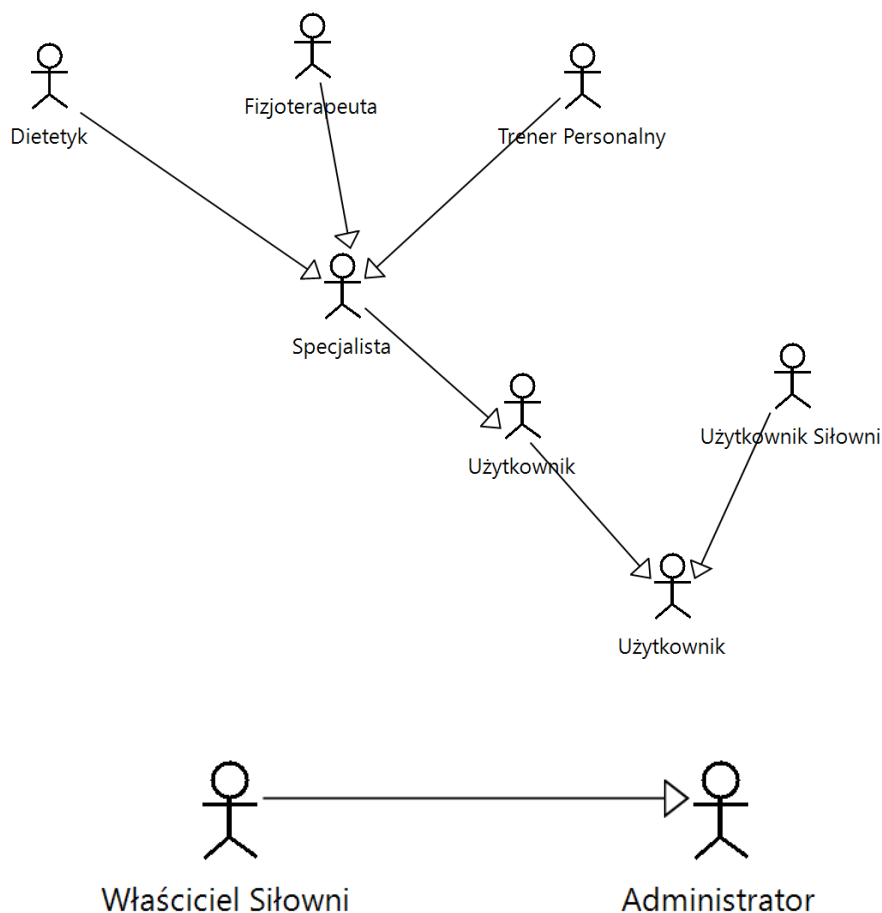 Fizjoterapeuta
Dietetyk
Trener Personalny
Specjalista
Użytkownik Siłowni
Użytkownik
Użytkownik
Właściciel Siłowni
Administrator